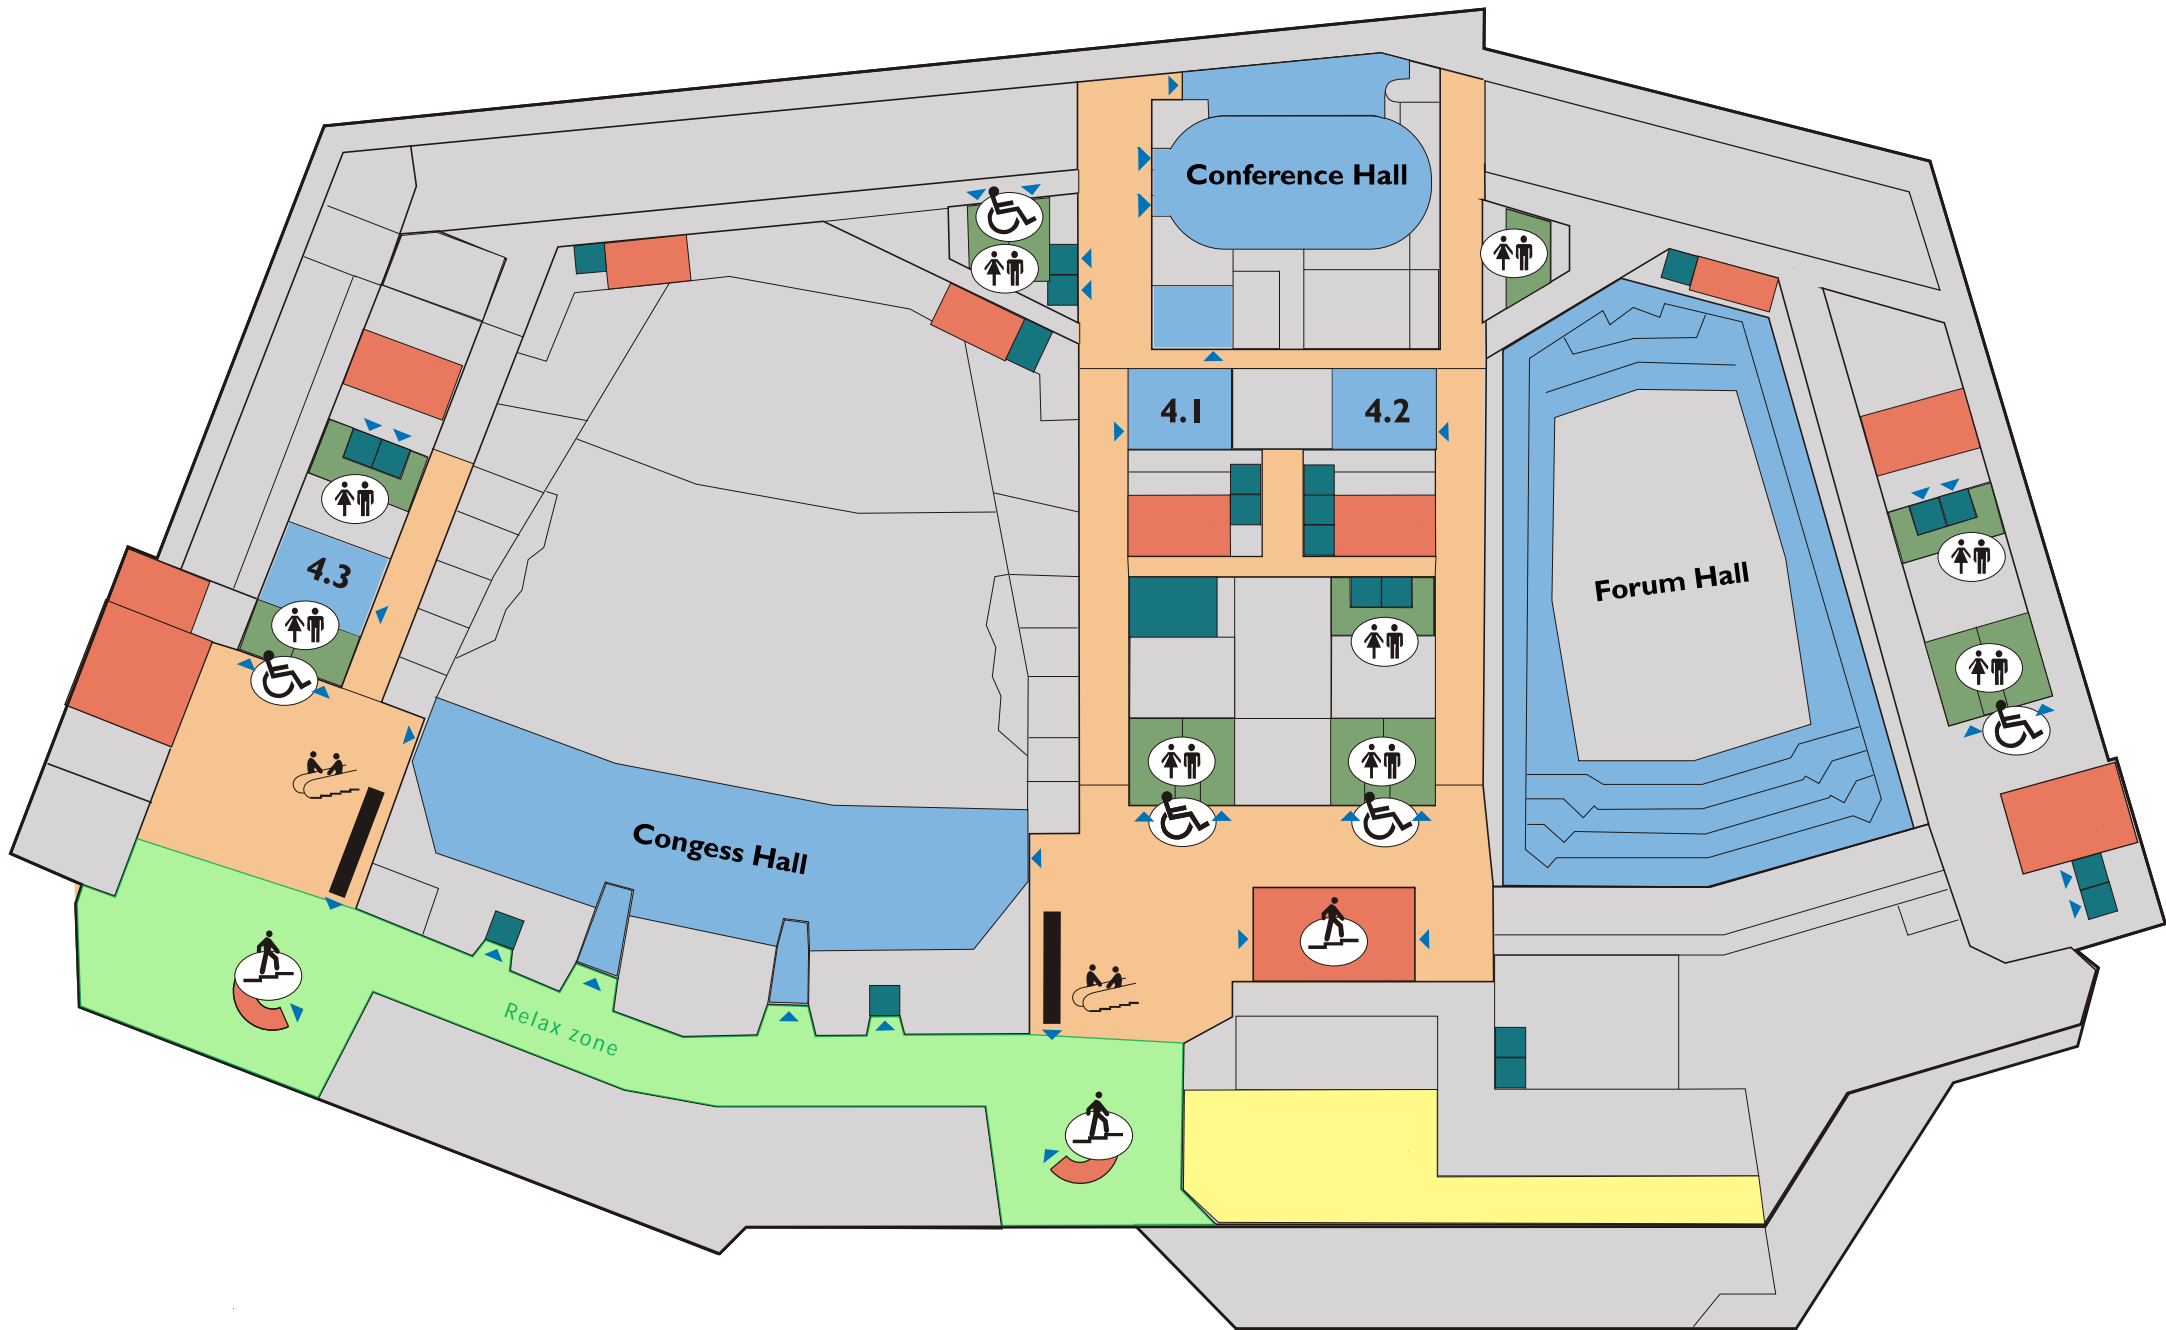 Conference Hall
4.1
4.2
4.3
Forum Hall
Congess Hall
Relax zone